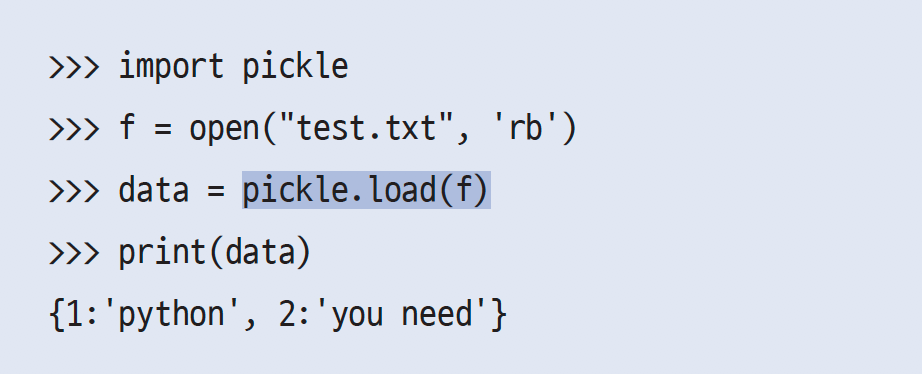 >>> import pickle
>>> f = open("test.txt", 'rb')
>>> data = pickle.load(f)
>>> print(data)
{1:'python', 2:'you need'}